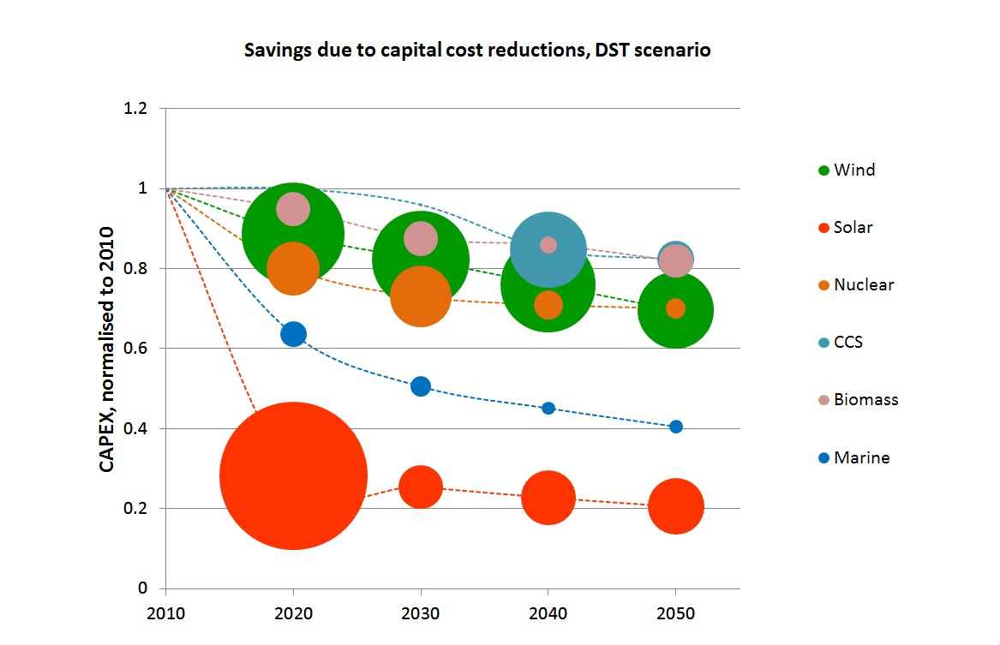 Savings due to capital cost reductions, DST scenario
CAPEX, normalised to 2010
1.2
1
0.8
0.6
0.4
0.2
0
2010 2020 2030 2040 2050
Wind
Solar
Nuclear
CCS
Biomass
Marine